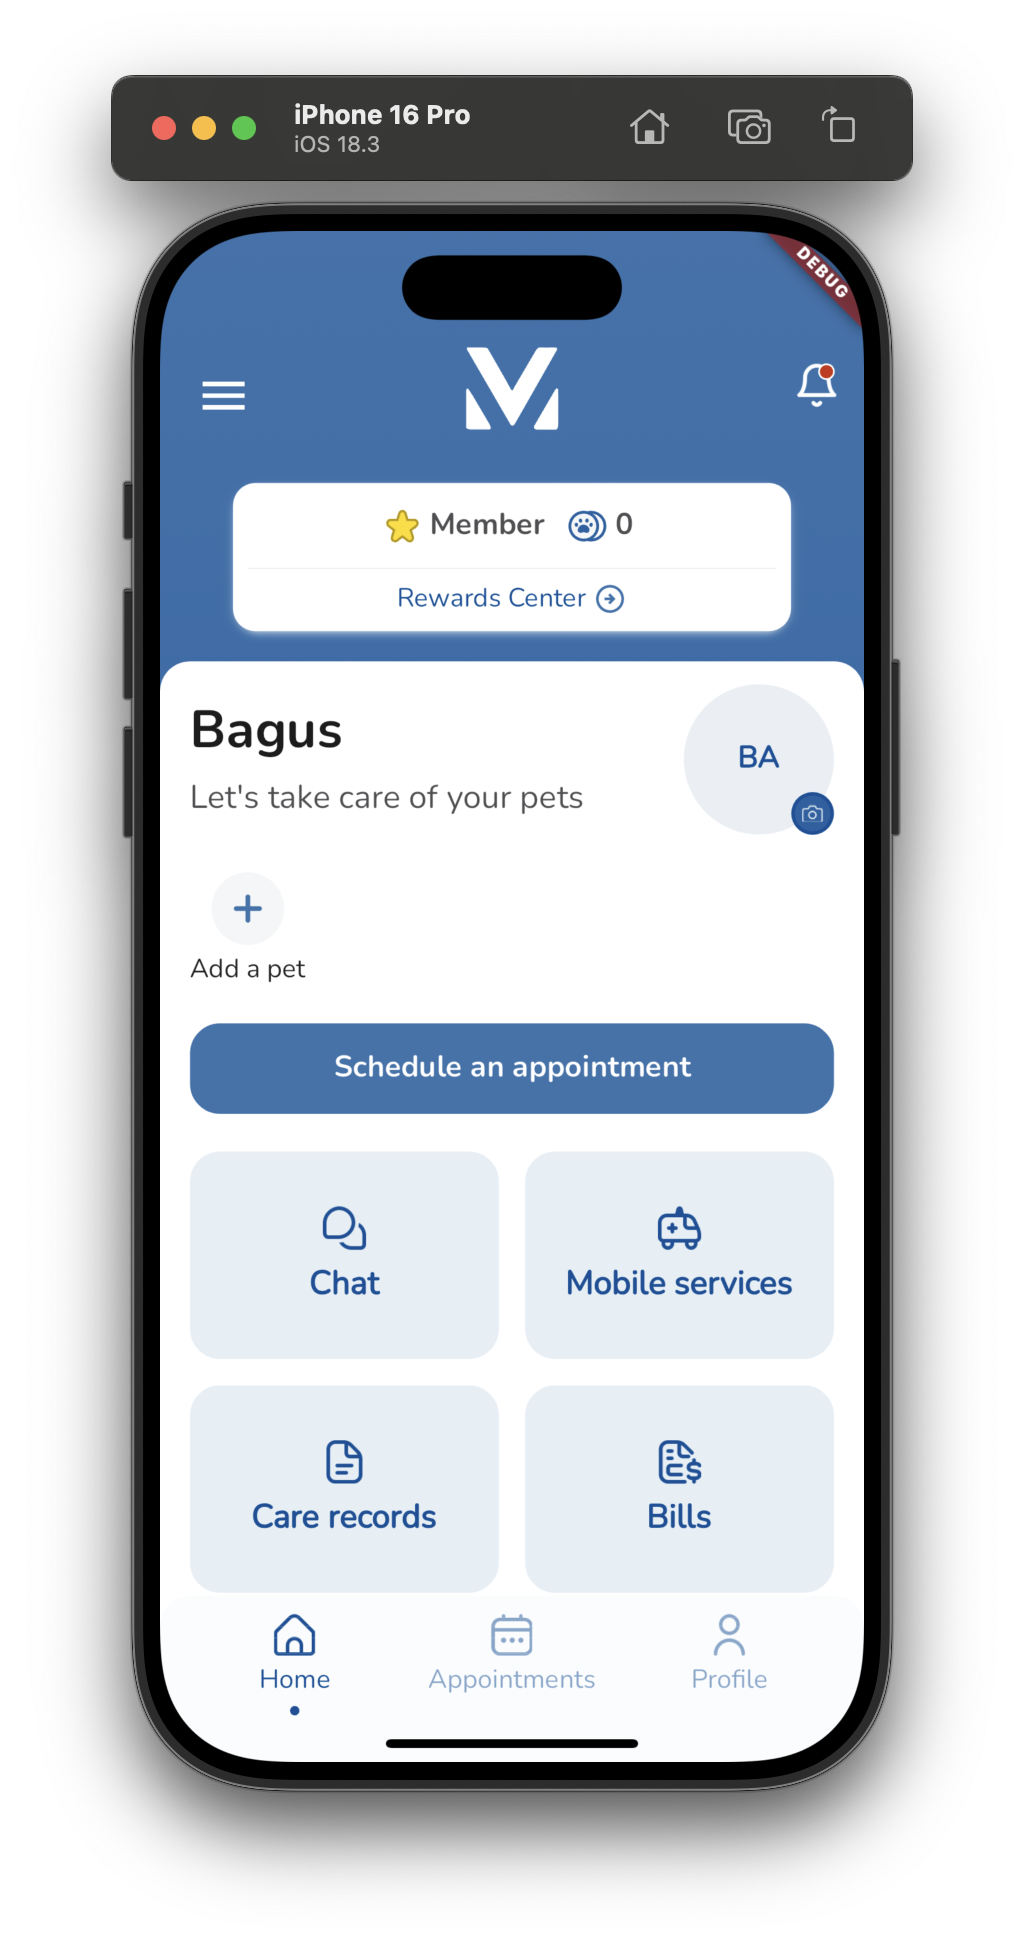 iPhone 16 Pro
iOS 18.3
DEBUG
Member 0
Rewards Center
Bagus
BA
Let's take care of your pets
Add a pet
Schedule an appointment
Chat
Mobile services
Care records
Bills
Home
Appointments
Profile